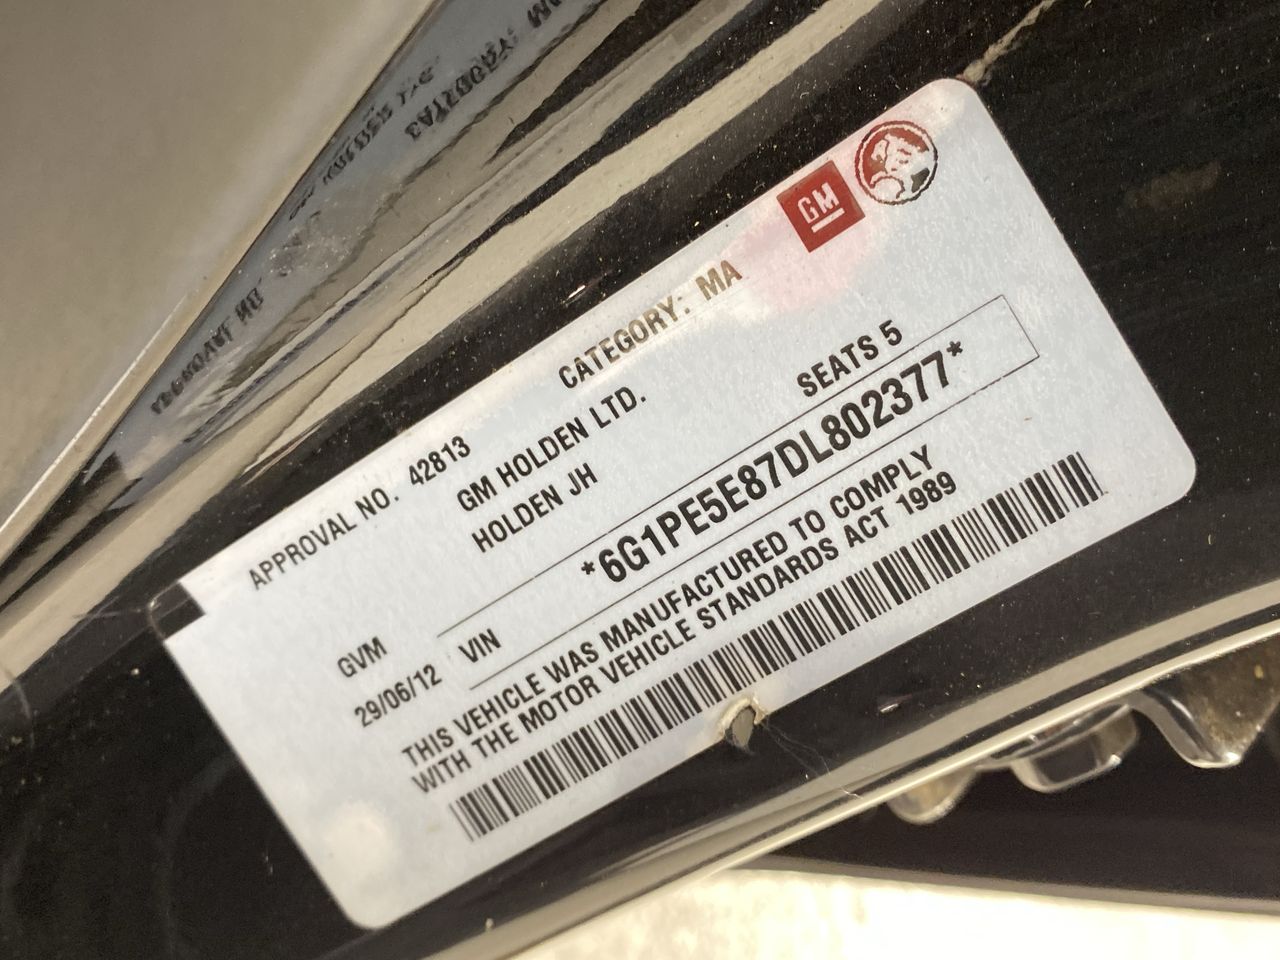 GM
APPROVAL NO. 42813
CATEGORY: MA
GM HOLDEN LTD.
HOLDEN JH
SEATS 5
GVM
29/06/12
VIN
*6G1PE5E87DL802377*
THIS VEHICLE WAS MANUFACTURED TO COMPLY
WITH THE MOTOR VEHICLE STANDARDS ACT 1989